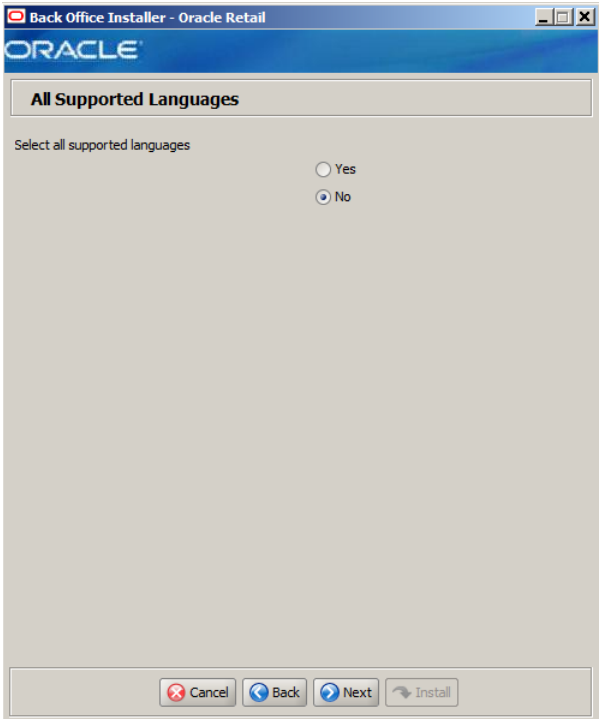 Back Office Installer - Oracle Retail
ORACLE
All Supported Languages
Select all supported languages
Yes
No
Cancel Back Next Install